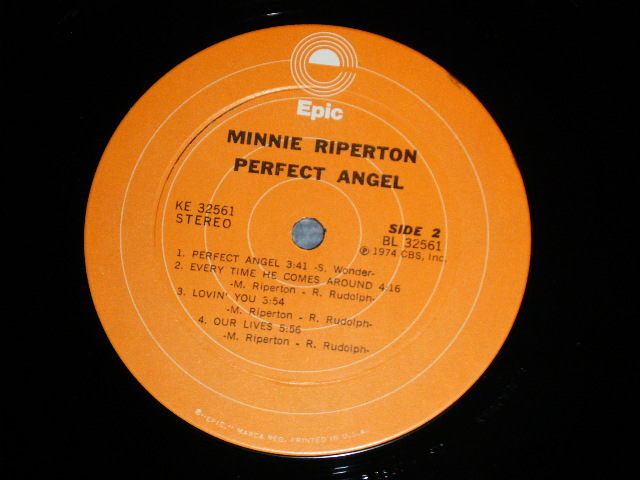 Epic
MINNIE RIPERTON
PERFECT ANGEL
KE 32561
STEREO
SIDE 2
BL 32561
Ⓟ 1974 CBS, Inc.
1. PERFECT ANGEL 3:41 -S. Wonder-
2. EVERY TIME HE COMES AROUND 4:16
-M. Riperton - R. Rudolph-
3. LOVIN' YOU 3:54
-M. Riperton - R. Rudolph-
4. OUR LIVES 5:56
-M. Riperton - R. Rudolph-
®"EPIC," MARCA REG. PRINTED IN U.S.A.